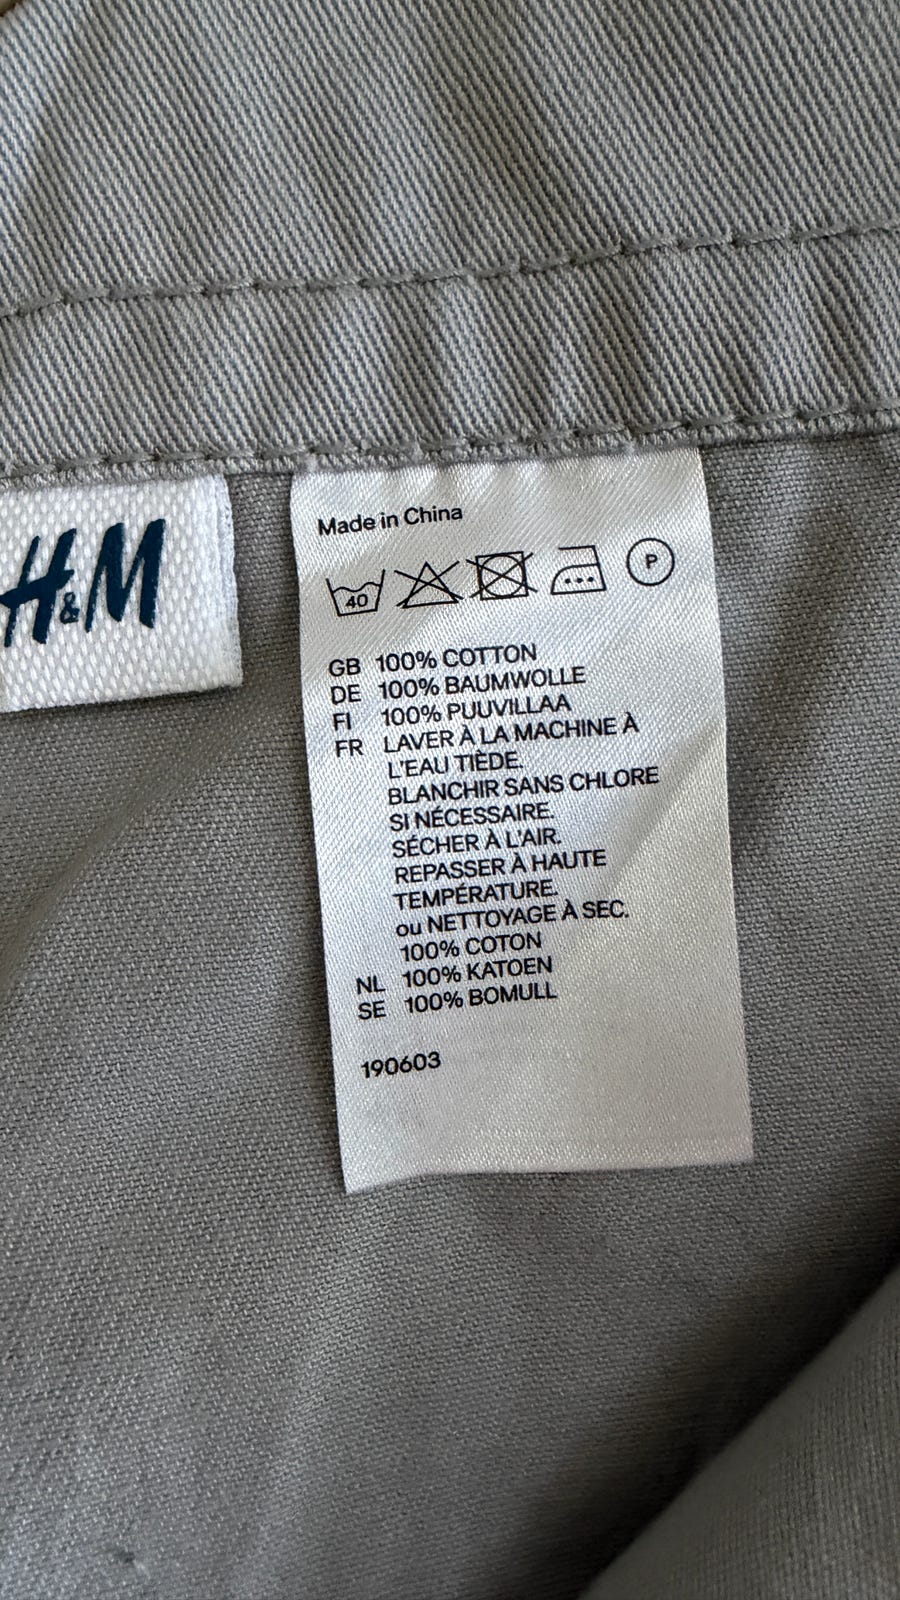 H&M
Made in China
40 P
GB 100% COTTON
DE 100% BAUMWOLLE
FI 100% PUUVILLAA
FR LAVER À LA MACHINE À
L'EAU TIÈDE.
BLANCHIR SANS CHLORE
SI NÉCESSAIRE.
SÉCHER À L'AIR.
REPASSER À HAUTE
TEMPÉRATURE.
ou NETTOYAGE À SEC.
100% COTON
NL 100% KATOEN
SE 100% BOMULL
190603